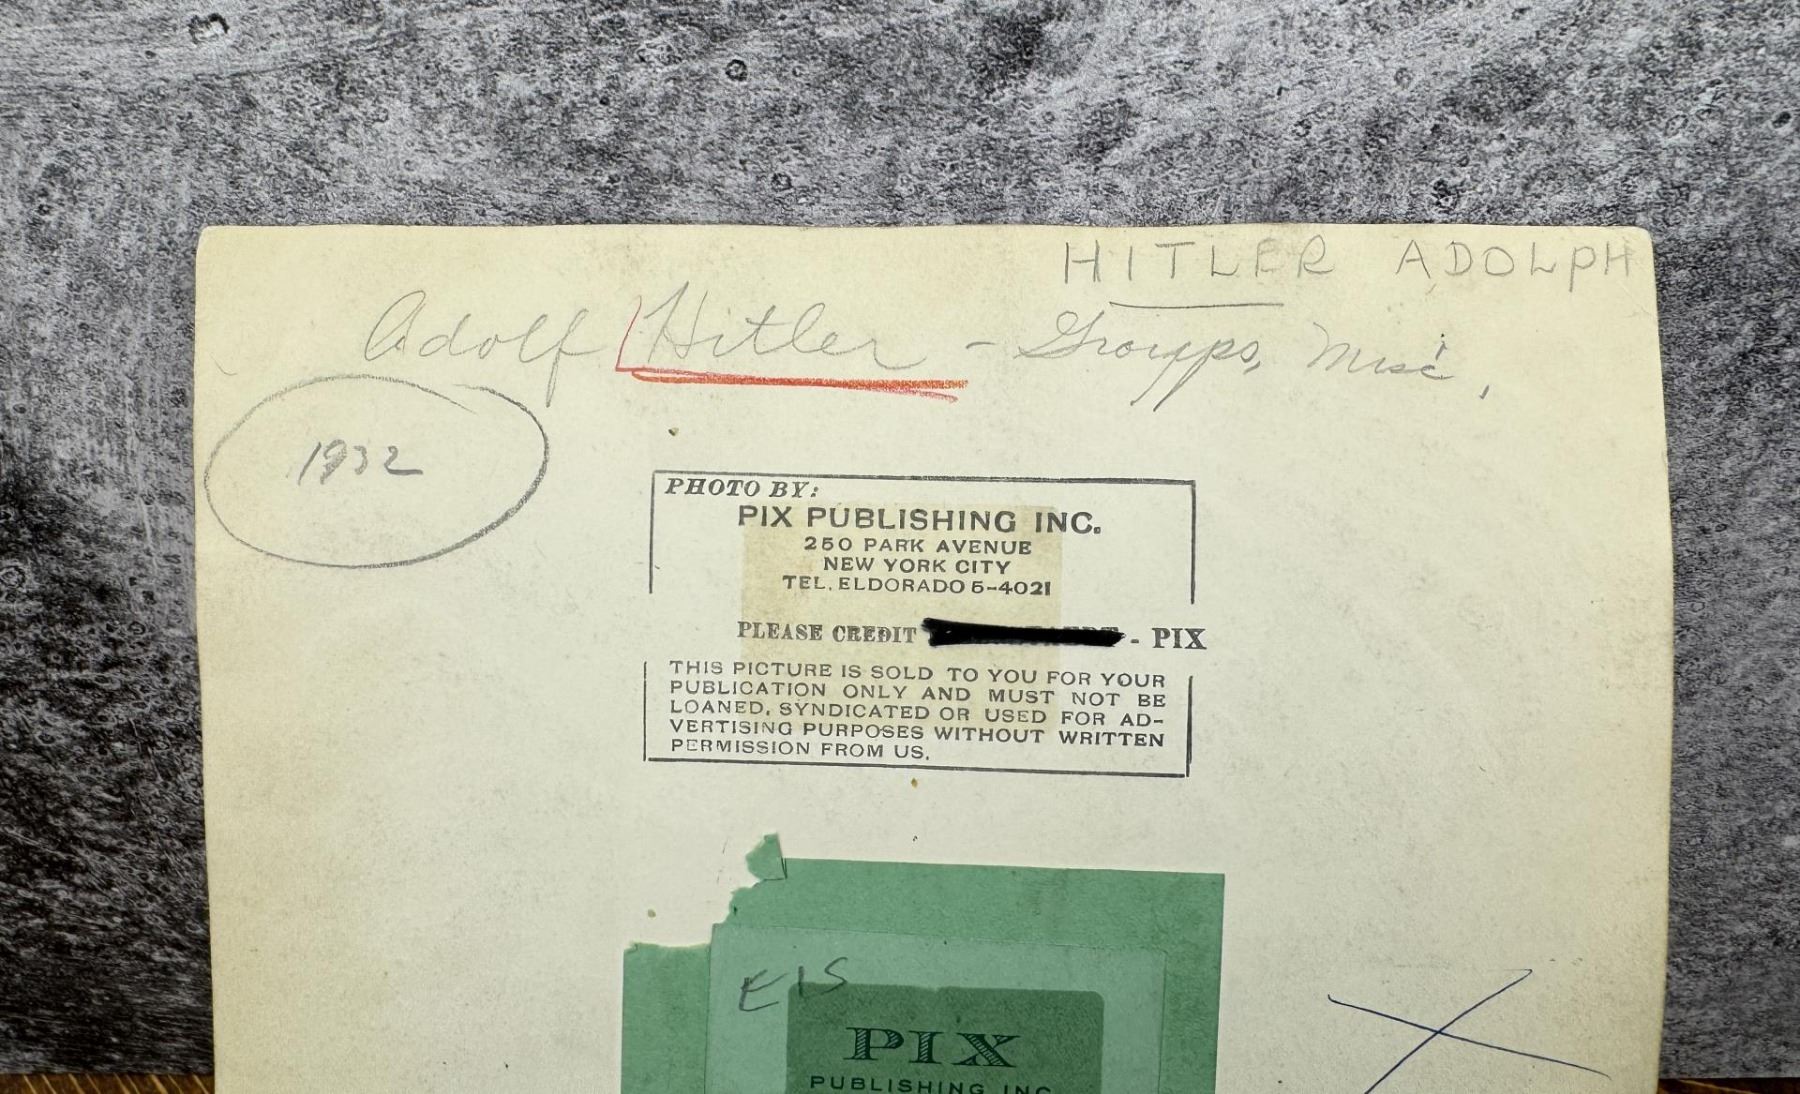 HITLER ADOLPH
Adolf Hitler - Groups, Misc.
1932
PHOTO BY:
PIX PUBLISHING INC.
250 PARK AVENUE
NEW YORK CITY
TEL. ELDORADO 5-4021
PLEASE CREDIT - PIX
THIS PICTURE IS SOLD TO YOU FOR YOUR
PUBLICATION ONLY AND MUST NOT BE
LOANED, SYNDICATED OR USED FOR AD-
VERTISING PURPOSES WITHOUT WRITTEN
PERMISSION FROM US.
EIS
PIX
PUBLISHING INC